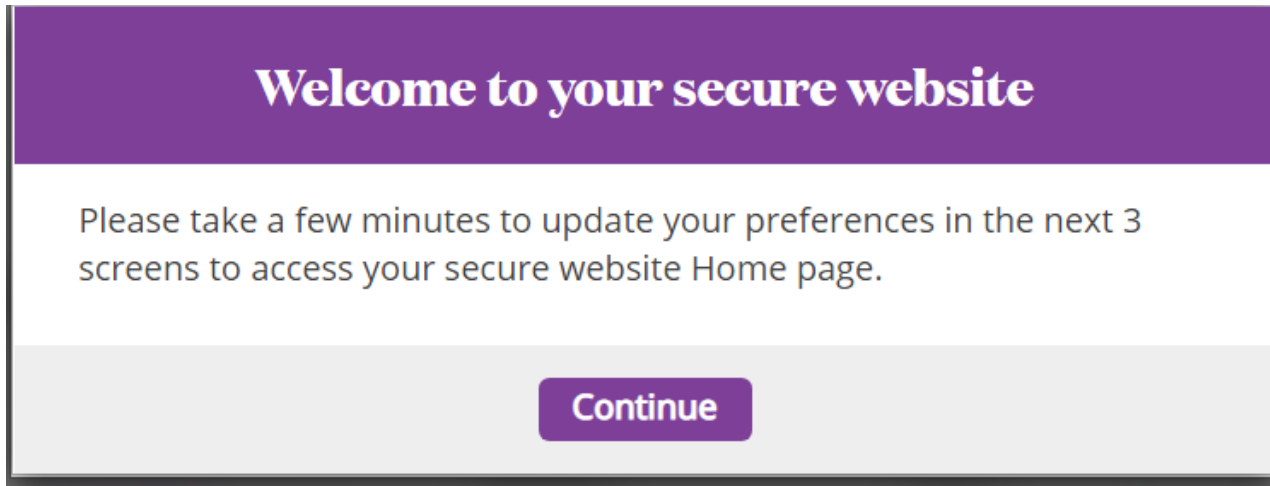 Welcome to your secure website
Please take a few minutes to update your preferences in the next 3
screens to access your secure website Home page.
Continue